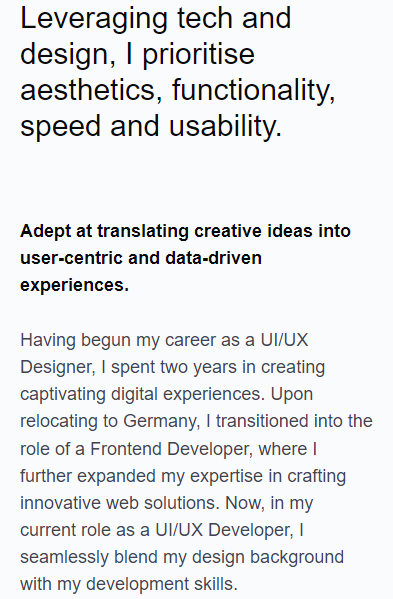 Leveraging tech and
design, I prioritise
aesthetics, functionality,
speed and usability.
Adept at translating creative ideas into
user-centric and data-driven
experiences.
Having begun my career as a UI/UX
Designer, I spent two years in creating
captivating digital experiences. Upon
relocating to Germany, I transitioned into the
role of a Frontend Developer, where I
further expanded my expertise in crafting
innovative web solutions. Now, in my
current role as a UI/UX Developer, I
seamlessly blend my design background
with my development skills.